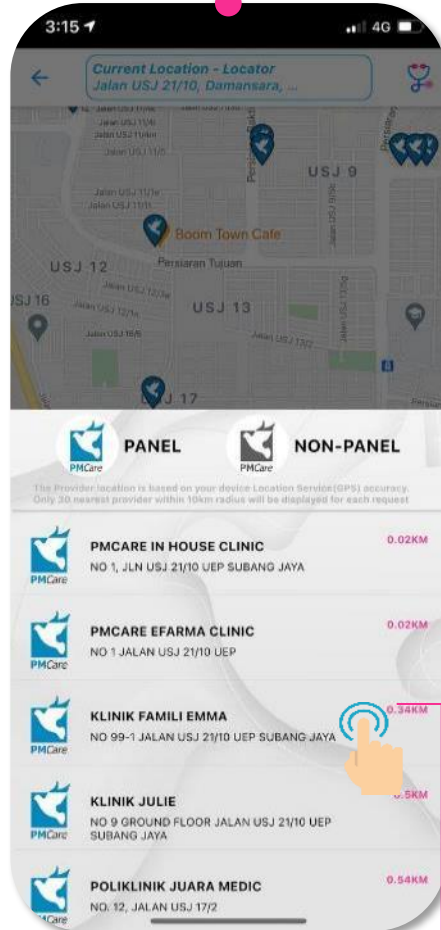 3:15
4G
Current Location - Locator
Jalan USJ 21/10, Damansara, ...
USJ 9
Boom Town Cafe
Persiaran Tujuan
USJ 12
USJ 16
USJ 13
USJ 17
PMCare
PANEL
PMCare
NON-PANEL
The Provider location is based on your device Location Service(GPS) accuracy.
Only 30 nearest provider within 10km radius will be displayed for each request
PMCare
PMCARE IN HOUSE CLINIC
0.02KM
NO 1, JLN USJ 21/10 UEP SUBANG JAYA
PMCare
PMCARE EFARMA CLINIC
0.02KM
NO 1 JALAN USJ 21/10 UEP
PMCare
KLINIK FAMILI EMMA
0.34KM
NO 99-1 JALAN USJ 21/10 UEP SUBANG JAYA
PMCare
KLINIK JULIE
.5KM
NO 9 GROUND FLOOR JALAN USJ 21/10 UEP
SUBANG JAYA
POLIKLINIK JUARA MEDIC
0.54KM
NO. 12, JALAN USJ 17/2